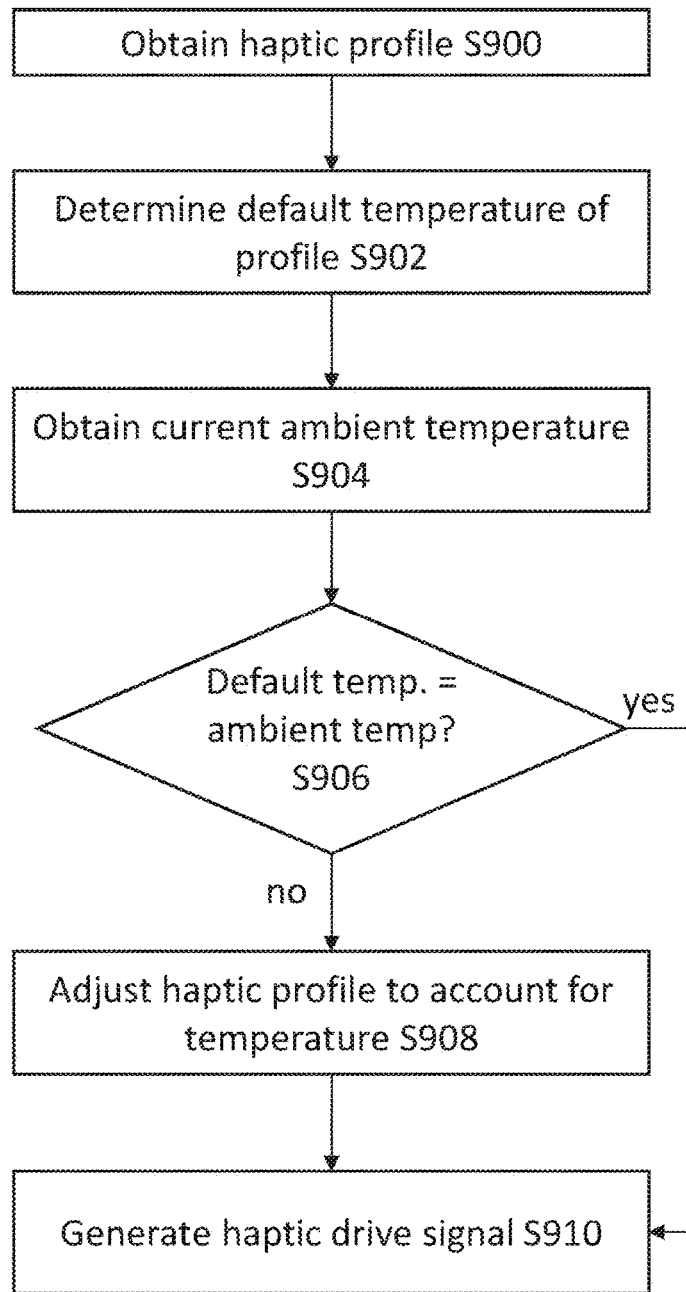 Obtain haptic profile S900
Determine default temperature of
profile S902
Obtain current ambient temperature
S904
Default temp. =
ambient temp?
S906
yes
no
Adjust haptic profile to account for
temperature S908
Generate haptic drive signal S910